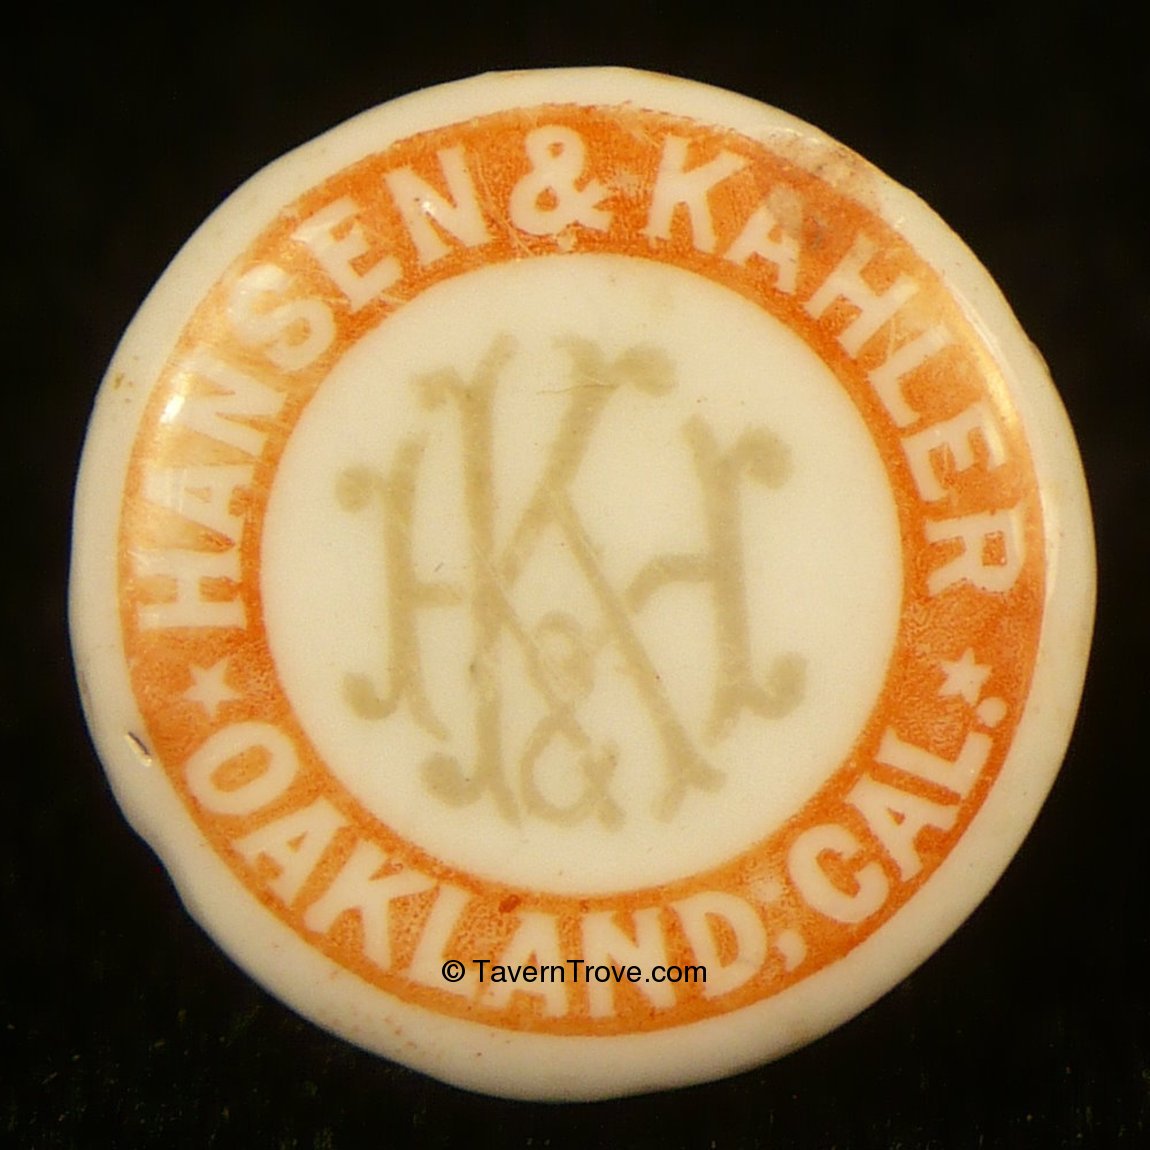 HANSEN & KAHLER
H K & H
OAKLAND, CAL.
© TavernTrove.com